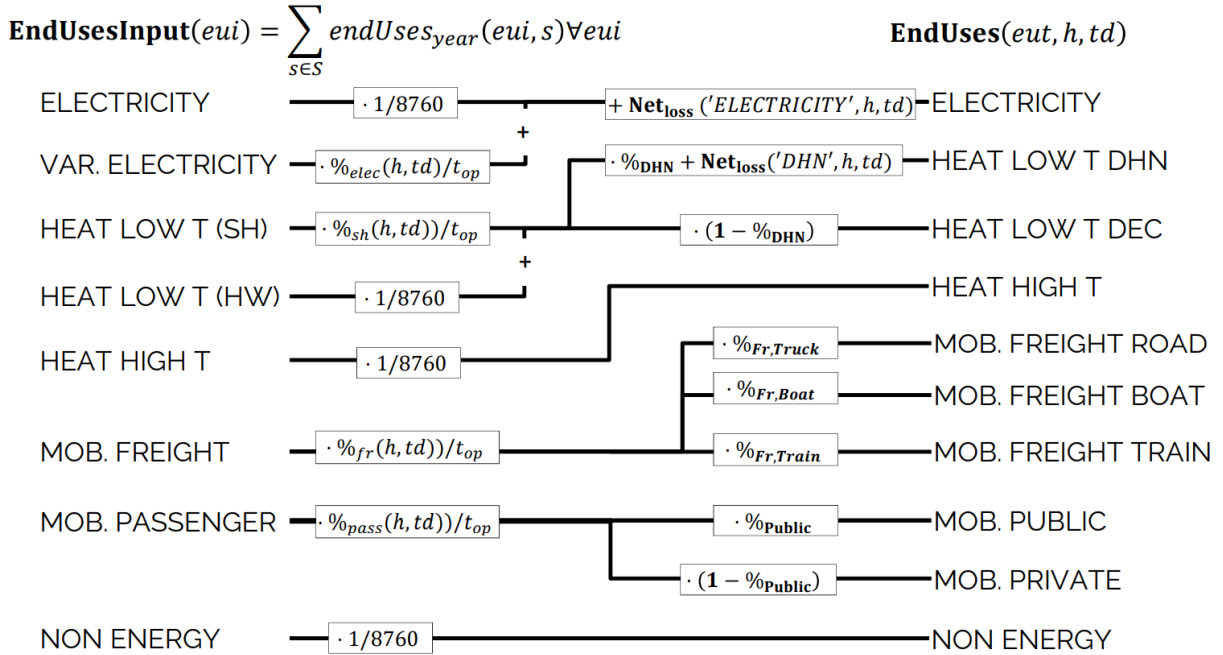 EndUsesInput(eui) = ∑ s∈S endUses_year(eui, s)∀eui EndUses(eut, h, td)
ELECTRICITY · 1/8760 + Net_loss('ELECTRICITY', h, td) ELECTRICITY
+
VAR. ELECTRICITY · %_elec(h, td)/t_op · %_DHN + Net_loss('DHN', h, td) HEAT LOW T DHN
HEAT LOW T (SH) · %_sh(h, td))/t_op · (1 − %_DHN) HEAT LOW T DEC
+
HEAT LOW T (HW) · 1/8760 HEAT HIGH T
HEAT HIGH T · 1/8760 · %_Fr,Truck MOB. FREIGHT ROAD
· %_Fr,Boat MOB. FREIGHT BOAT
MOB. FREIGHT · %_fr(h, td))/t_op · %_Fr,Train MOB. FREIGHT TRAIN
MOB. PASSENGER · %_pass(h, td))/t_op · %_Public MOB. PUBLIC
· (1 − %_Public) MOB. PRIVATE
NON ENERGY · 1/8760 NON ENERGY